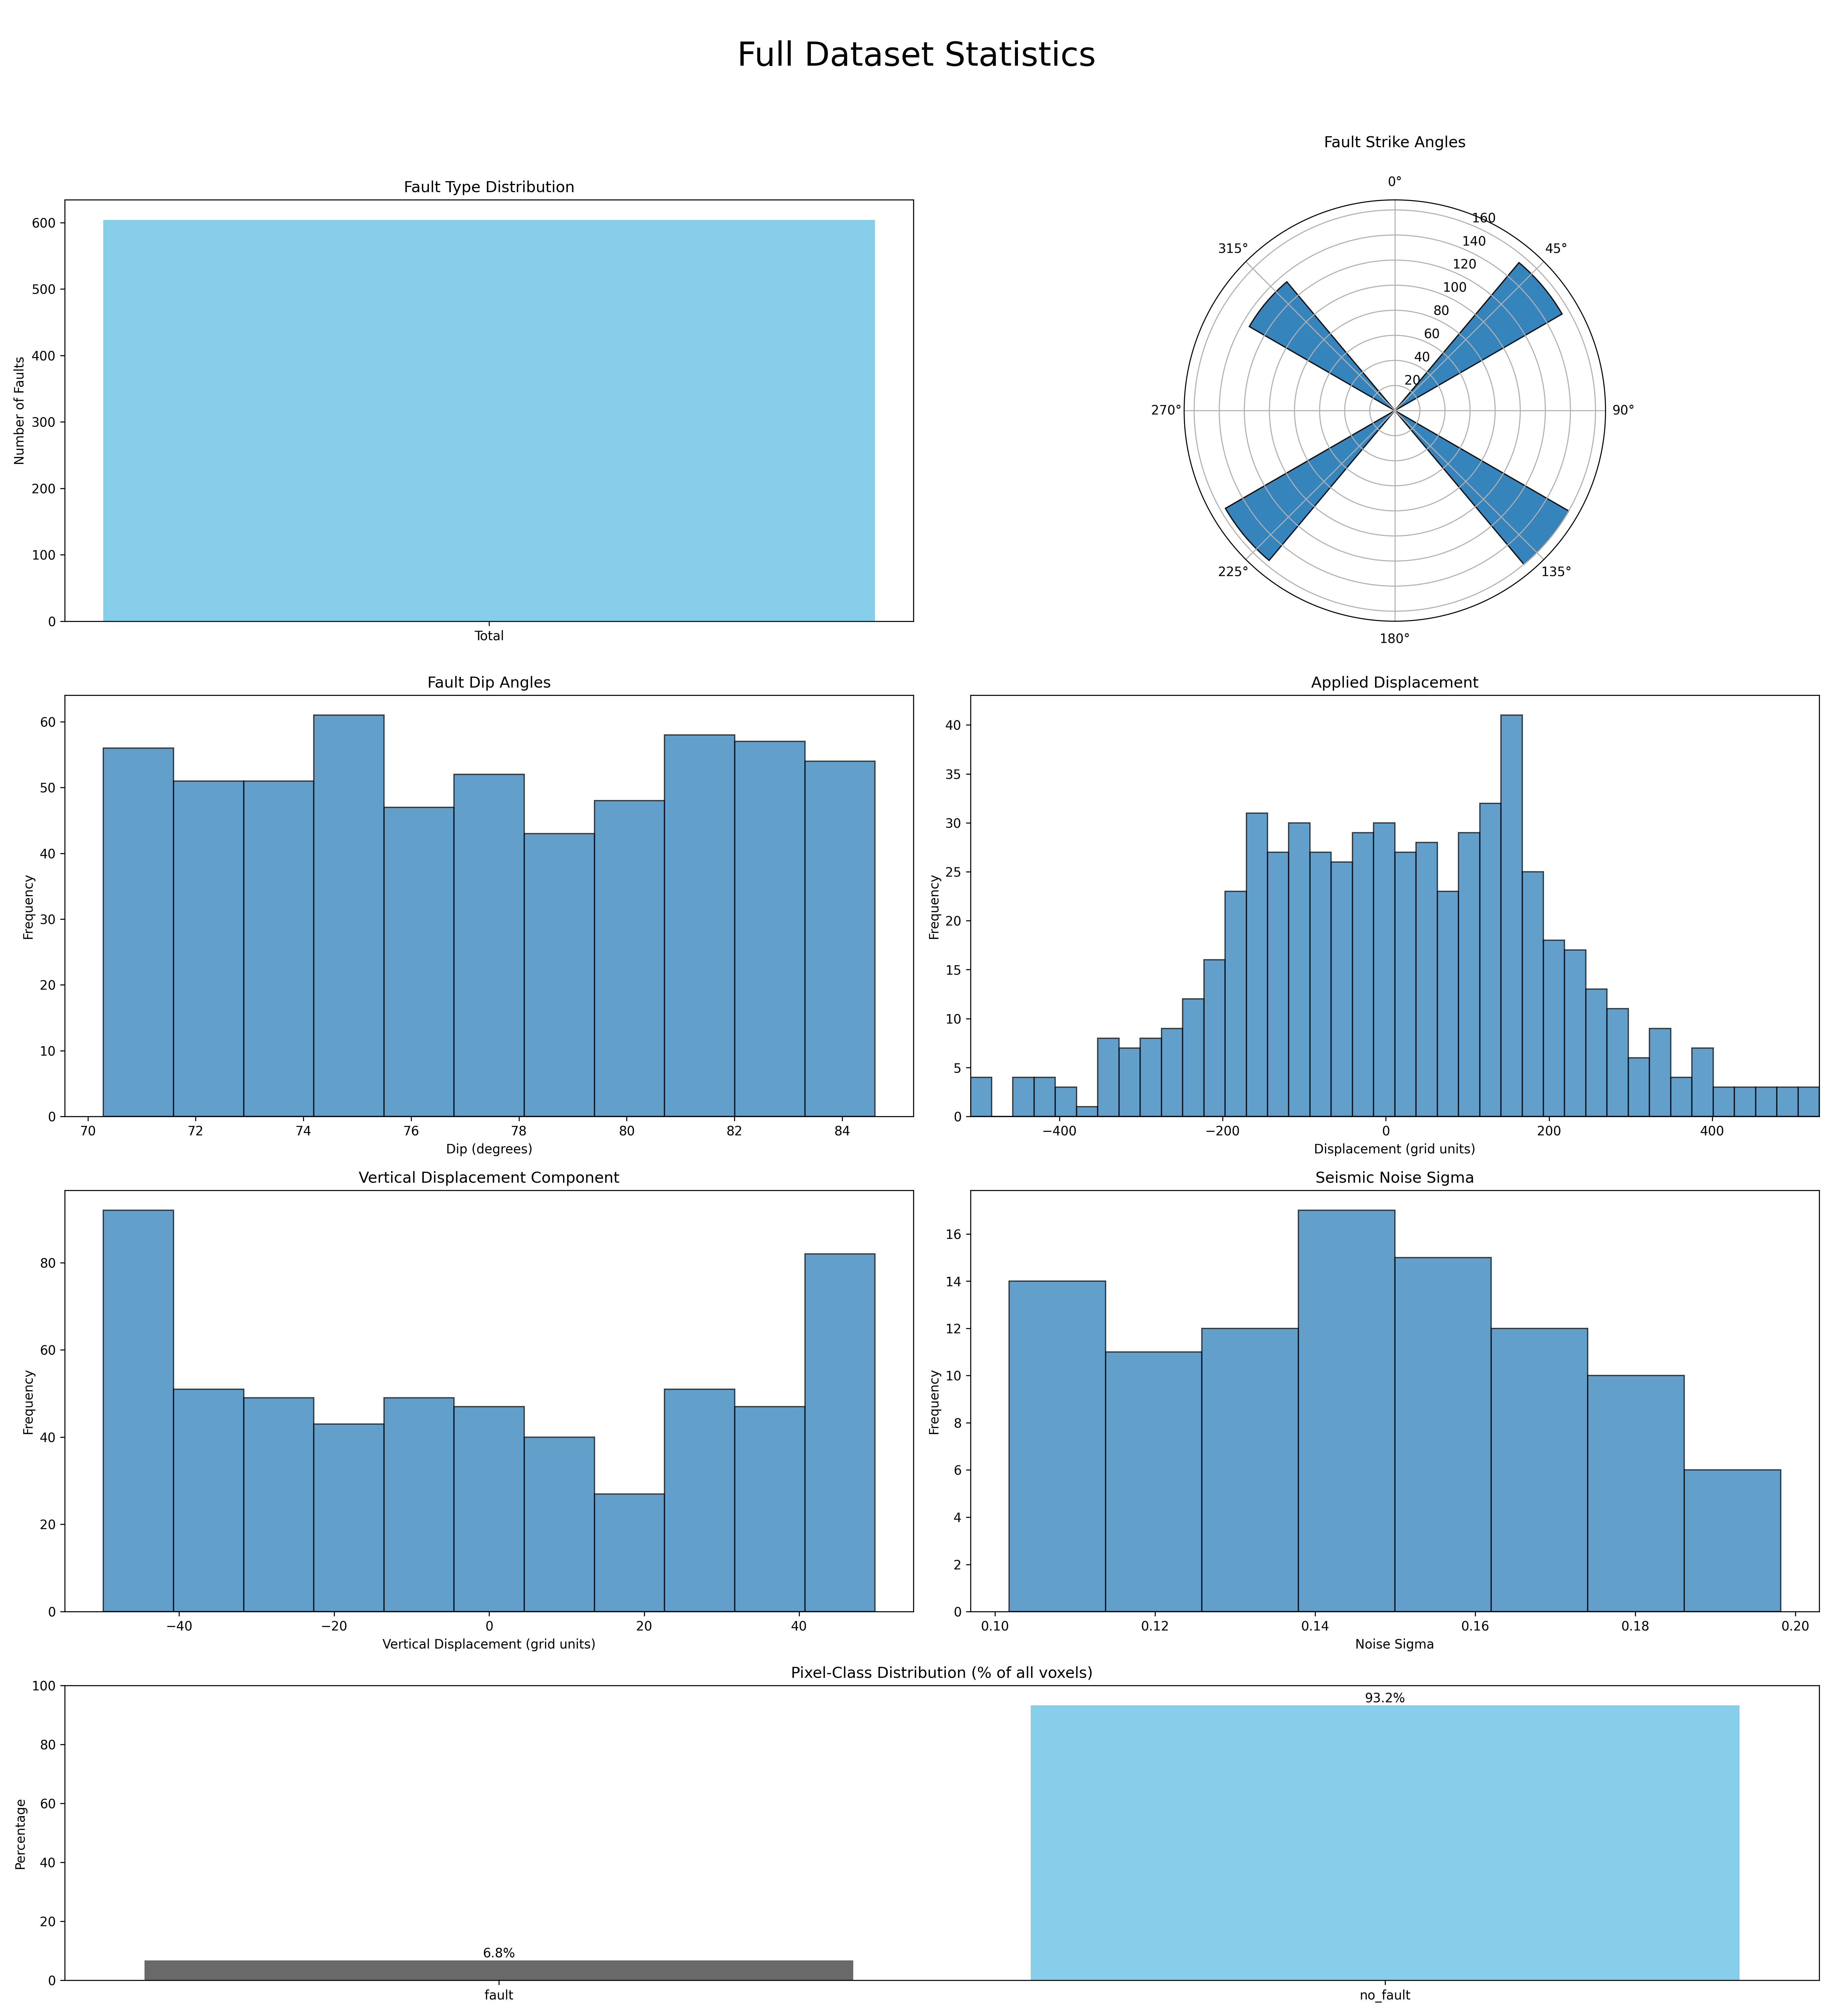 Full Dataset Statistics
Fault Type Distribution
Number of Faults
600
500
400
300
200
100
0
Total
Fault Strike Angles
0°
45°
90°
135°
180°
225°
270°
315°
160
140
120
100
80
60
40
20
Fault Dip Angles
Frequency
60
50
40
30
20
10
0
70 72 74 76 78 80 82 84
Dip (degrees)
Applied Displacement
Frequency
40
35
30
25
20
15
10
5
0
−400 −200 0 200 400
Displacement (grid units)
Vertical Displacement Component
Frequency
80
60
40
20
0
−40 −20 0 20 40
Vertical Displacement (grid units)
Seismic Noise Sigma
Frequency
16
14
12
10
8
6
4
2
0
0.10 0.12 0.14 0.16 0.18 0.20
Noise Sigma
Pixel-Class Distribution (% of all voxels)
Percentage
100
80
60
40
20
0
6.8%
93.2%
fault no_fault